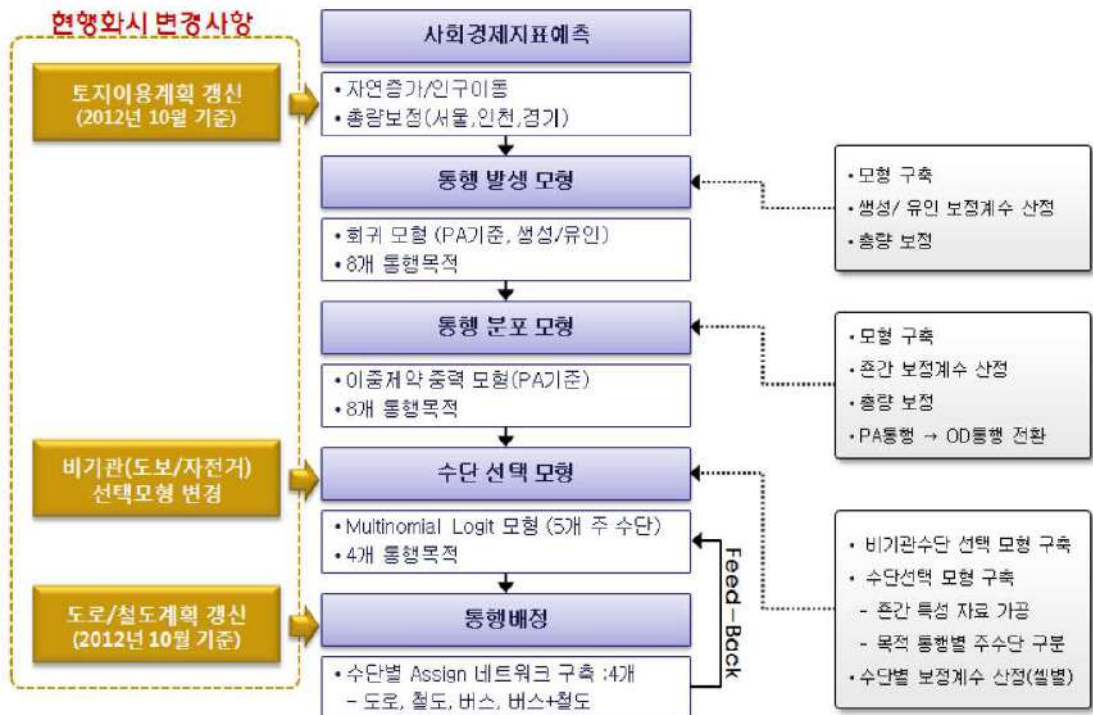 현행화시 변경사항
토지이용계획 갱신
(2012년 10월 기준)
비기관(도보/자전거)
선택모형 변경
도로/철도계획 갱신
(2012년 10월 기준)
사회경제지표예측
• 자연증가/인구이동
• 총량보정(서울,인천,경기)
통행 발생 모형
• 회귀 모형 (PA기준, 생성/유인)
• 8개 통행목적
통행 분포 모형
• 이중제약 중력 모형(PA기준)
• 8개 통행목적
수단 선택 모형
• Multinomial Logit 모형 (5개 주 수단)
• 4개 통행목적
통행배정
• 수단별 Assign 네트워크 구축 :4개
– 도로, 철도, 버스, 버스+철도
Feed-Back
• 모형 구축
• 생성/ 유인 보정계수 산정
• 총량 보정
• 모형 구축
• 존간 보정계수 산정
• 총량 보정
• PA통행 → OD통행 전환
• 비기관수단 선택 모형 구축
• 수단선택 모형 구축
– 존간 특성 자료 가공
– 목적 통행별 주수단 구분
• 수단별 보정계수 산정(셀별)